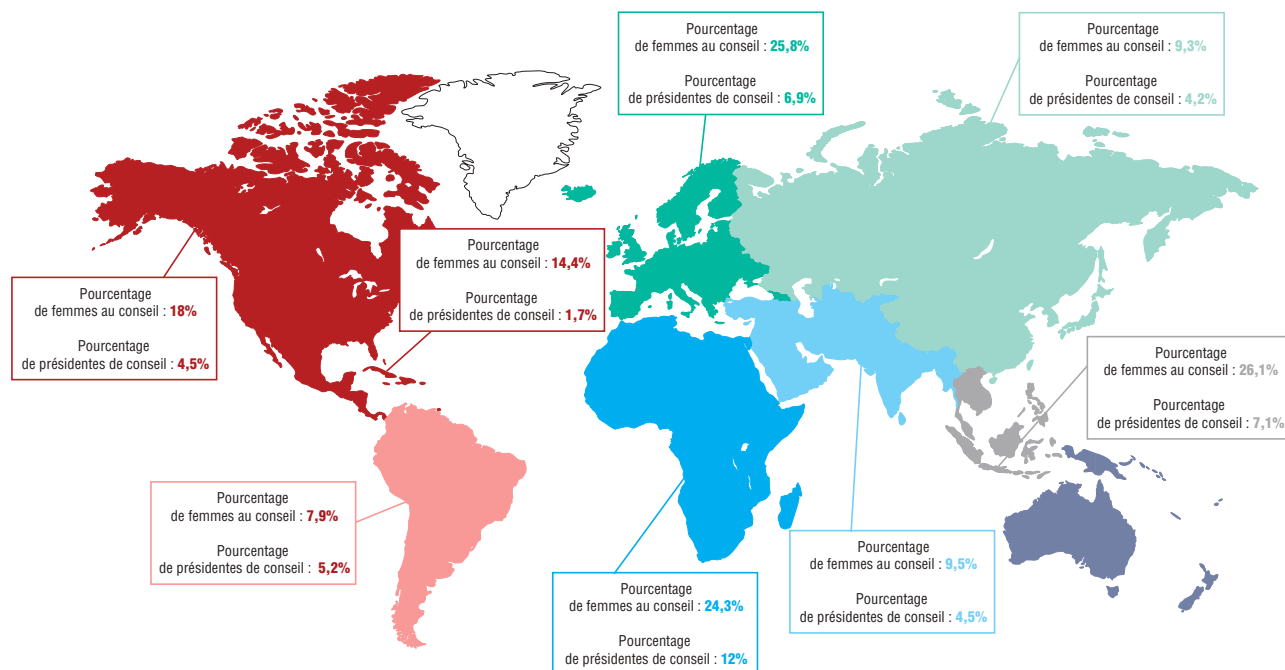 Pourcentage
de femmes au conseil : 25,8%
Pourcentage
de présidentes de conseil : 6,9%
Pourcentage
de femmes au conseil : 9,3%
Pourcentage
de présidentes de conseil : 4,2%
Pourcentage
de femmes au conseil : 14,4%
Pourcentage
de présidentes de conseil : 1,7%
Pourcentage
de femmes au conseil : 18%
Pourcentage
de présidentes de conseil : 4,5%
Pourcentage
de femmes au conseil : 26,1%
Pourcentage
de présidentes de conseil : 7,1%
Pourcentage
de femmes au conseil : 7,9%
Pourcentage
de présidentes de conseil : 5,2%
Pourcentage
de femmes au conseil : 9,5%
Pourcentage
de présidentes de conseil : 4,5%
Pourcentage
de femmes au conseil : 24,3%
Pourcentage
de présidentes de conseil : 12%